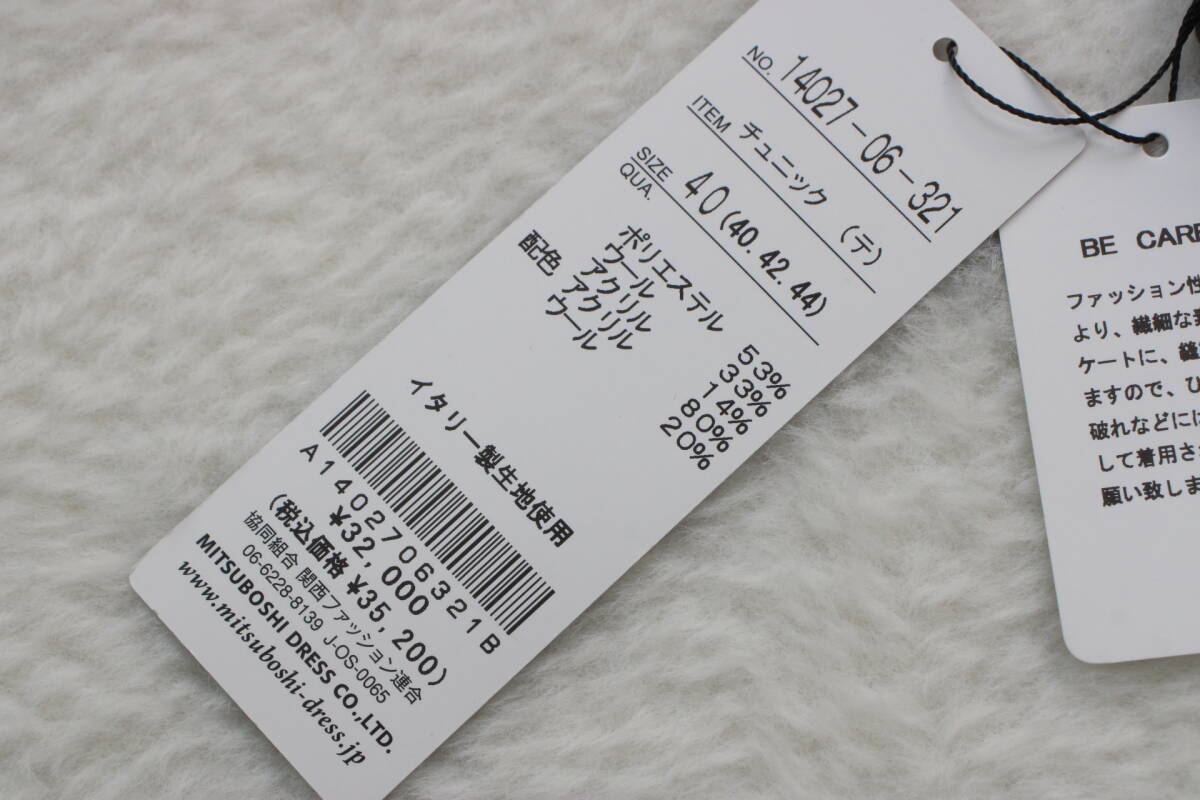 NO. 14027-06-321
ITEM チュニック (テ)
SIZE 40(40.42.44)
QUA.
ポリエステル 53%
ウール 33%
アクリル 14%
配色 アクリル 80%
ウール 20%
イタリー製生地使用
A1402706321B
¥32,000
(税込価格 ¥35,200)
協同組合 関西ファッション連合
06-6228-8139 J-OS-0065
MITSUBOSHI DRESS CO.,LTD.
www.mitsuboshi-dress.jp
BE CARE
ファッション性
より、繊細な
ケートに、縫
ますので、ひ
破れなどには
して着用さ
願い致しま